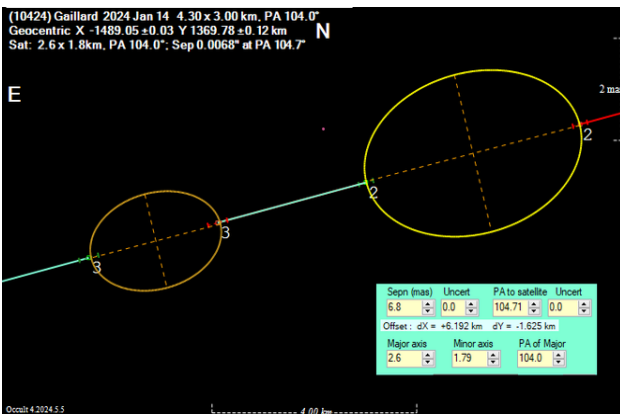 (10424) Gaillard 2024 Jan 14 4.30 x 3.00 km, PA 104.0°
Geocentric X -1489.05 ±0.03 Y 1369.78 ±0.12 km
Sat: 2.6 x 1.8km, PA 104.0°: Sep 0.0068" at PA 104.7°
N
E
2 mas
2
2
3
3
Sepn (mas) Uncert PA to satellite Uncert
6.8 0.0 104.71 0.0
Offset : dX = +6.192 km dY = -1.625 km
Major axis Minor axis PA of Major
2.6 1.79 104.0
Occult 4.2024.5.5
4.00 km